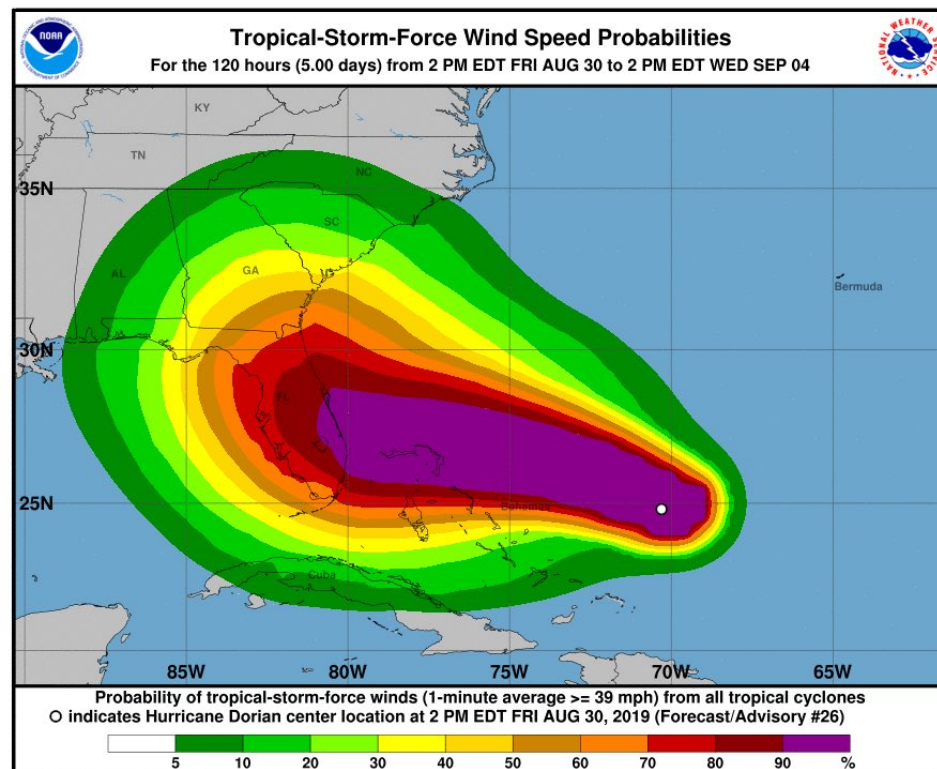 Tropical-Storm-Force Wind Speed Probabilities
For the 120 hours (5.00 days) from 2 PM EDT FRI AUG 30 to 2 PM EDT WED SEP 04
NOAA
NATIONAL WEATHER SERVICE
KY
TN
NC
35N
SC
AL
GA
Bermuda
30N
FL
25N
Bahamas
Cuba
85W
80W
75W
70W
65W
Probability of tropical-storm-force winds (1-minute average >= 39 mph) from all tropical cyclones
O indicates Hurricane Dorian center location at 2 PM EDT FRI AUG 30, 2019 (Forecast/Advisory #26)
5 10 20 30 40 50 60 70 80 90 %